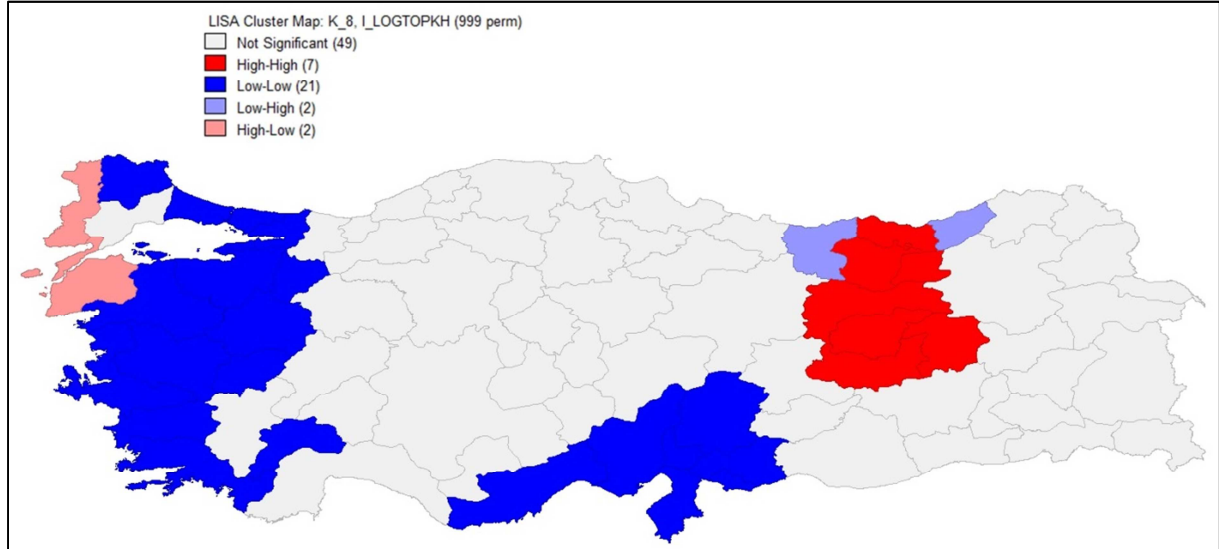 LISA Cluster Map: K_8, I_LOGTOPKH (999 perm)
Not Significant (49)
High-High (7)
Low-Low (21)
Low-High (2)
High-Low (2)